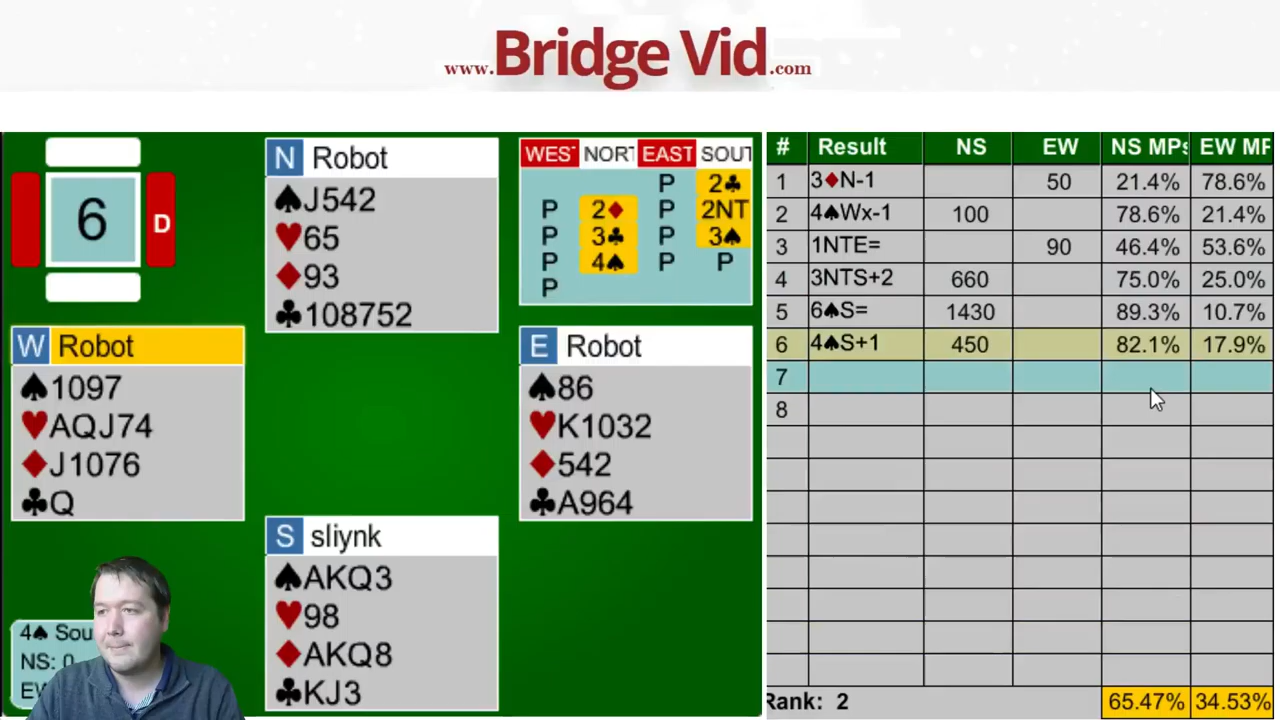 www.Bridge Vid.com
6
D
N Robot
♠J542
♥65
♦93
♣108752
WEST NORT EAST SOUT
P 2♣
P 2♦ P 2NT
P 3♣ P 3♠
P 4♠ P P
P
W Robot
♠1097
♥AQJ74
♦J1076
♣Q
E Robot
♠86
♥K1032
♦542
♣A964
S sliynk
♠AKQ3
♥98
♦AKQ8
♣KJ3
4♠ Sou
NS: 0
EW
# Result NS EW NS MPs EW MP
1 3♦N-1 50 21.4% 78.6%
2 4♠Wx-1 100 78.6% 21.4%
3 1NTE= 90 46.4% 53.6%
4 3NTS+2 660 75.0% 25.0%
5 6♠S= 1430 89.3% 10.7%
6 4♠S+1 450 82.1% 17.9%
7
8
Rank: 2 65.47% 34.53%